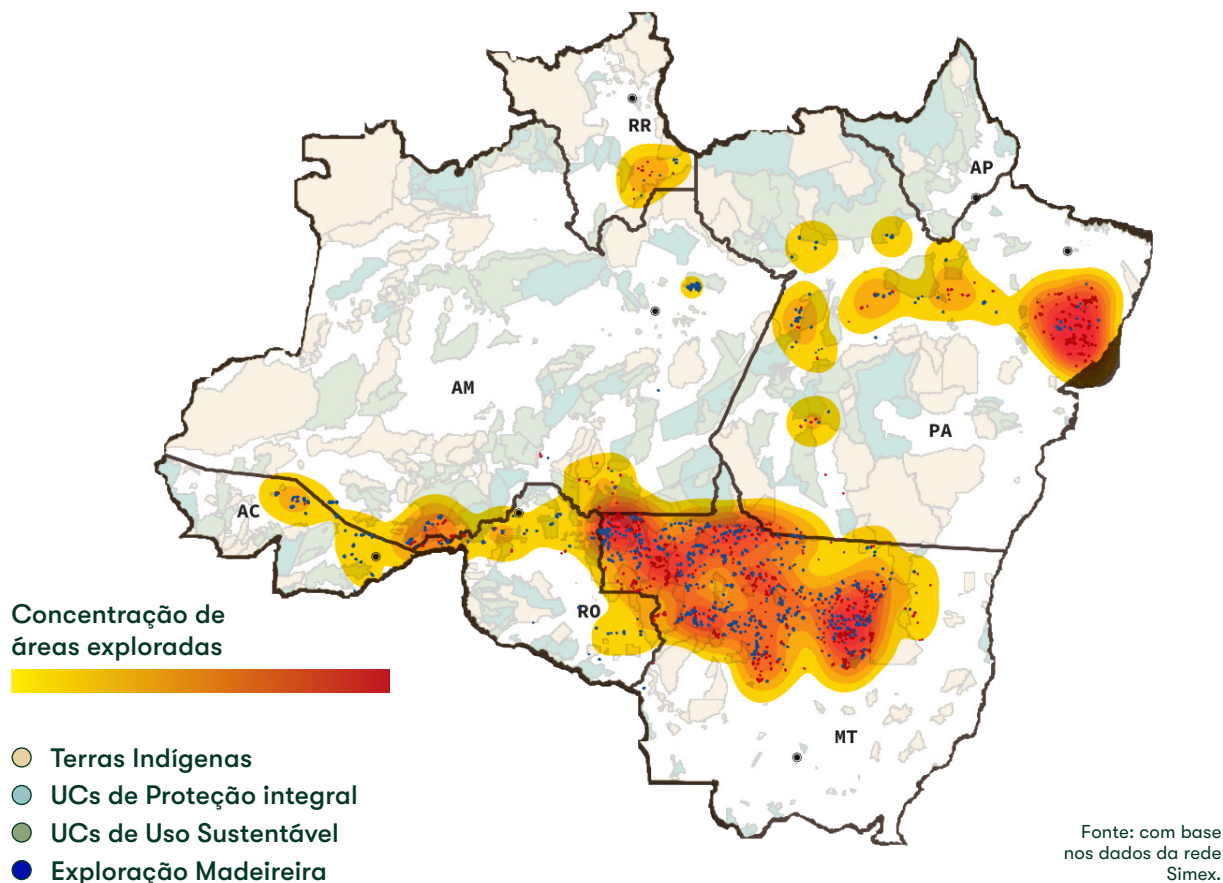 RR
AP
AM
PA
AC
RO
MT
Concentração de
áreas exploradas
Terras Indígenas
UCs de Proteção integral
UCs de Uso Sustentável
Exploração Madeireira
Fonte: com base
nos dados da rede
Simex.